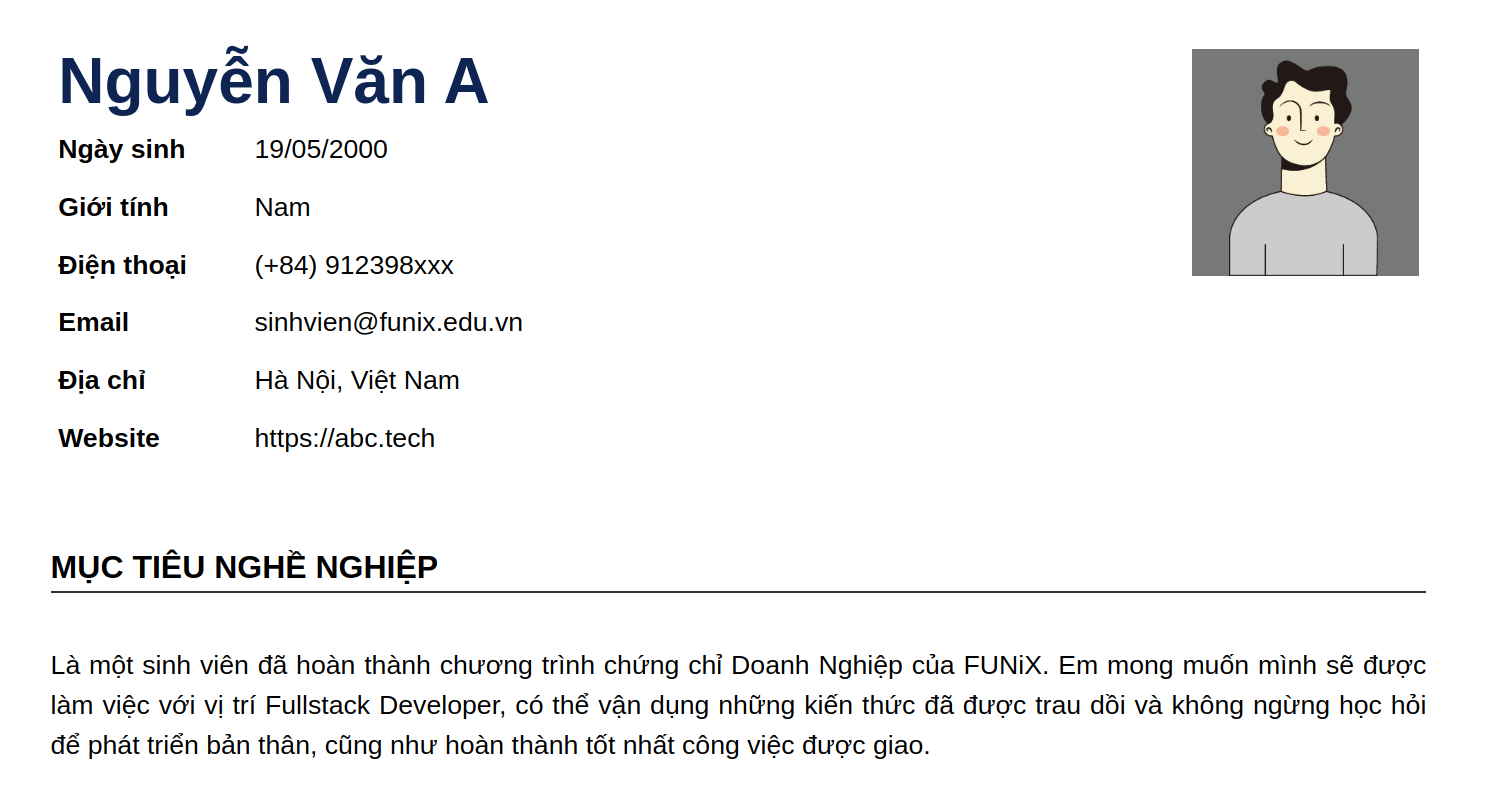 Nguyễn Văn A
Ngày sinh 19/05/2000
Giới tính Nam
Điện thoại (+84) 912398xxx
Email sinhvien@funix.edu.vn
Địa chỉ Hà Nội, Việt Nam
Website https://abc.tech
MỤC TIÊU NGHỀ NGHIỆP
Là một sinh viên đã hoàn thành chương trình chứng chỉ Doanh Nghiệp của FUNiX. Em mong muốn mình sẽ được
làm việc với vị trí Fullstack Developer, có thể vận dụng những kiến thức đã được trau dồi và không ngừng học hỏi
để phát triển bản thân, cũng như hoàn thành tốt nhất công việc được giao.